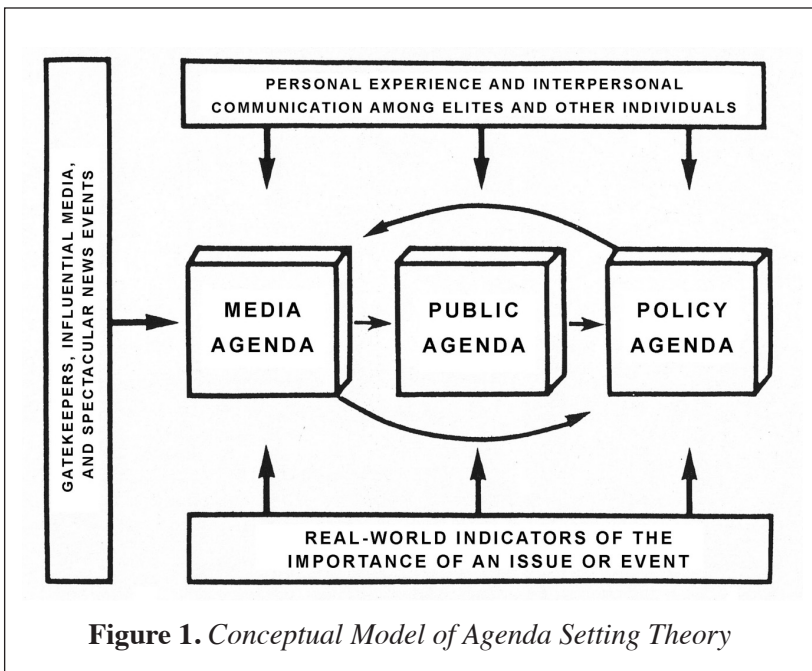 GATEKEEPERS, INFLUENTIAL MEDIA,
AND SPECTACULAR NEWS EVENTS
PERSONAL EXPERIENCE AND INTERPERSONAL
COMMUNICATION AMONG ELITES AND OTHER INDIVIDUALS
MEDIA
AGENDA
PUBLIC
AGENDA
POLICY
AGENDA
REAL-WORLD INDICATORS OF THE
IMPORTANCE OF AN ISSUE OR EVENT
Figure 1. Conceptual Model of Agenda Setting Theory